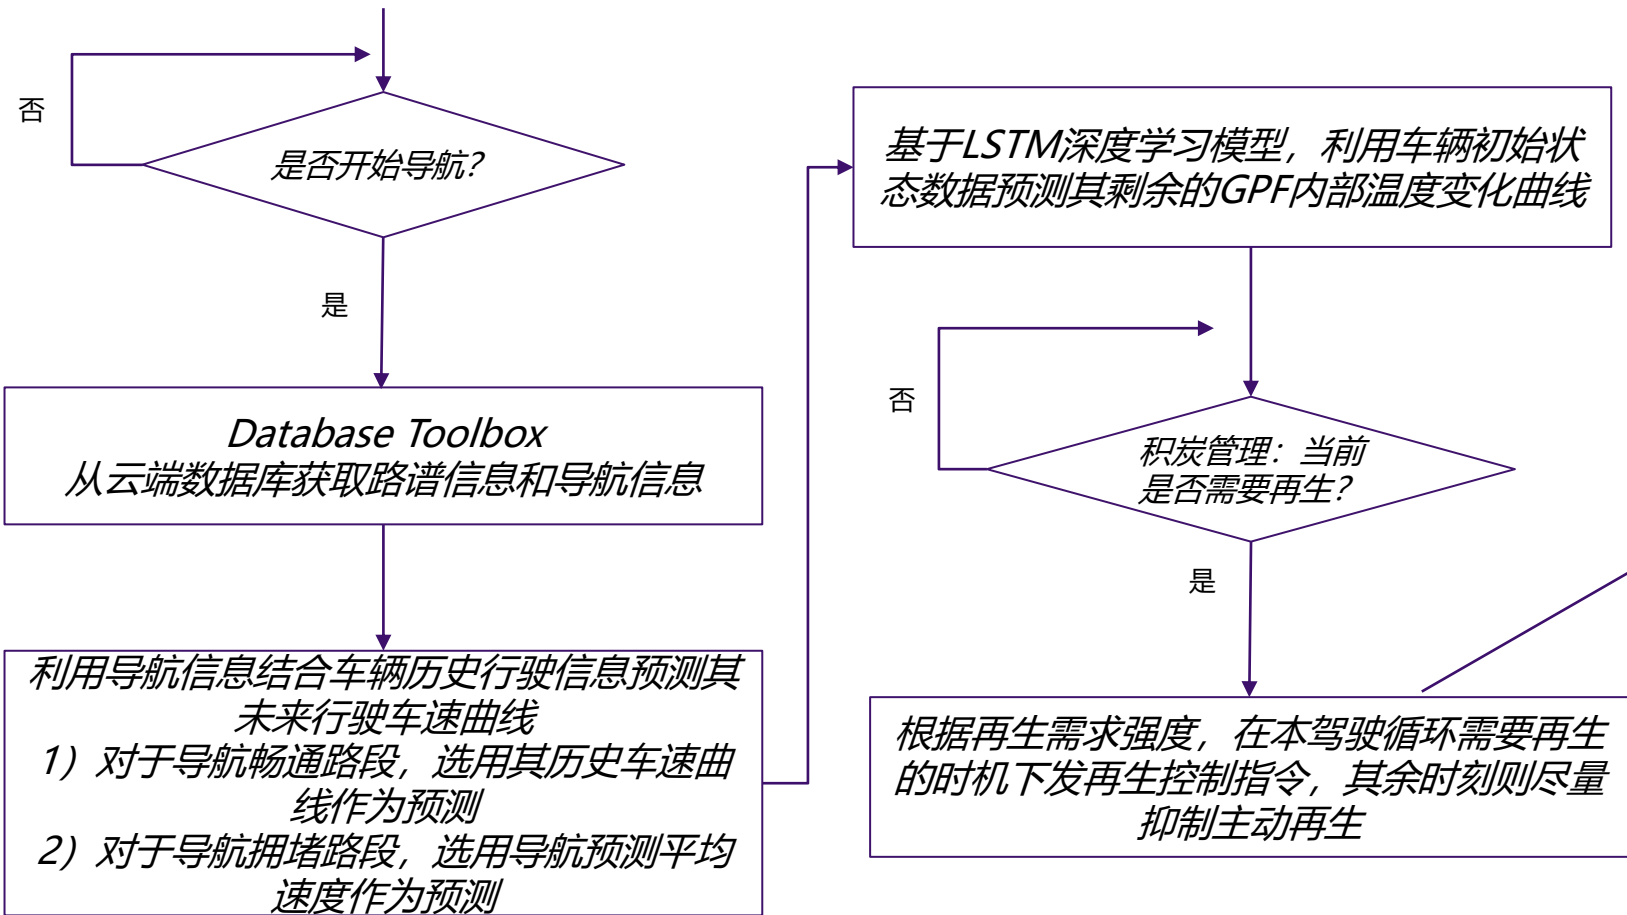 否
是否开始导航？
是
Database Toolbox
从云端数据库获取路谱信息和导航信息
利用导航信息结合车辆历史行驶信息预测其
未来行驶车速曲线
1）对于导航畅通路段，选用其历史车速曲
线作为预测
2）对于导航拥堵路段，选用导航预测平均
速度作为预测
基于LSTM深度学习模型，利用车辆初始状
态数据预测其剩余的GPF内部温度变化曲线
否
积炭管理：当前
是否需要再生？
是
根据再生需求强度，在本驾驶循环需要再生
的时机下发再生控制指令，其余时刻则尽量
抑制主动再生